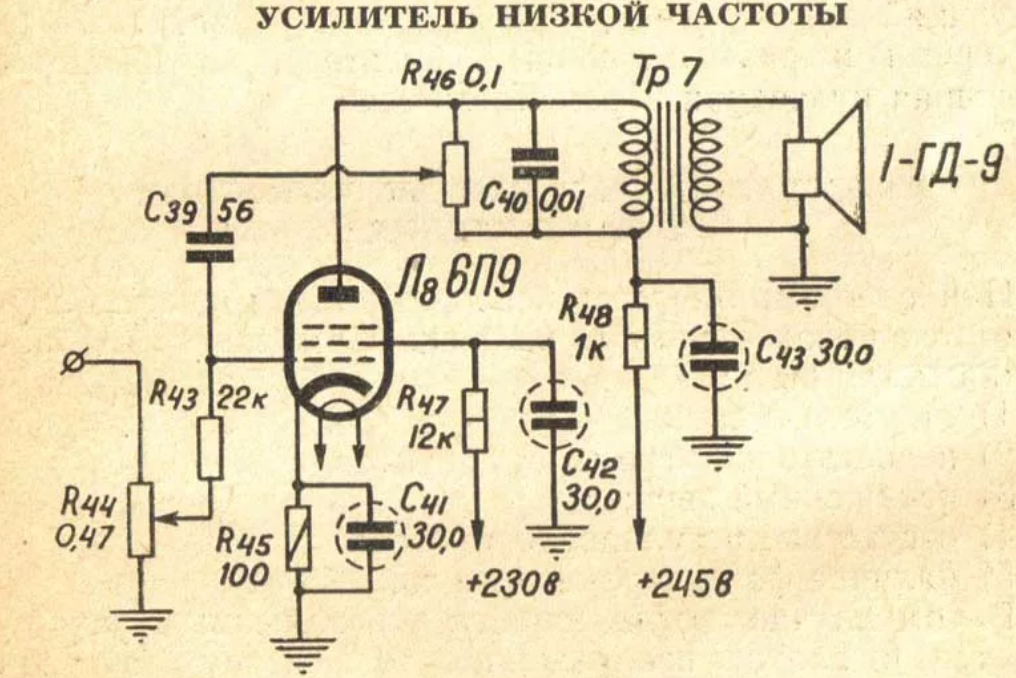 УСИЛИТЕЛЬ НИЗКОЙ ЧАСТОТЫ
R46 0,1
Тр 7
C39 56
C40 0,01
1-ГД-9
Л8 6П9
R48
1к
C43 30,0
R43 22к
R47
12к
C42
30,0
R44
0,47
C41
30,0
R45
100
+230в
+245в